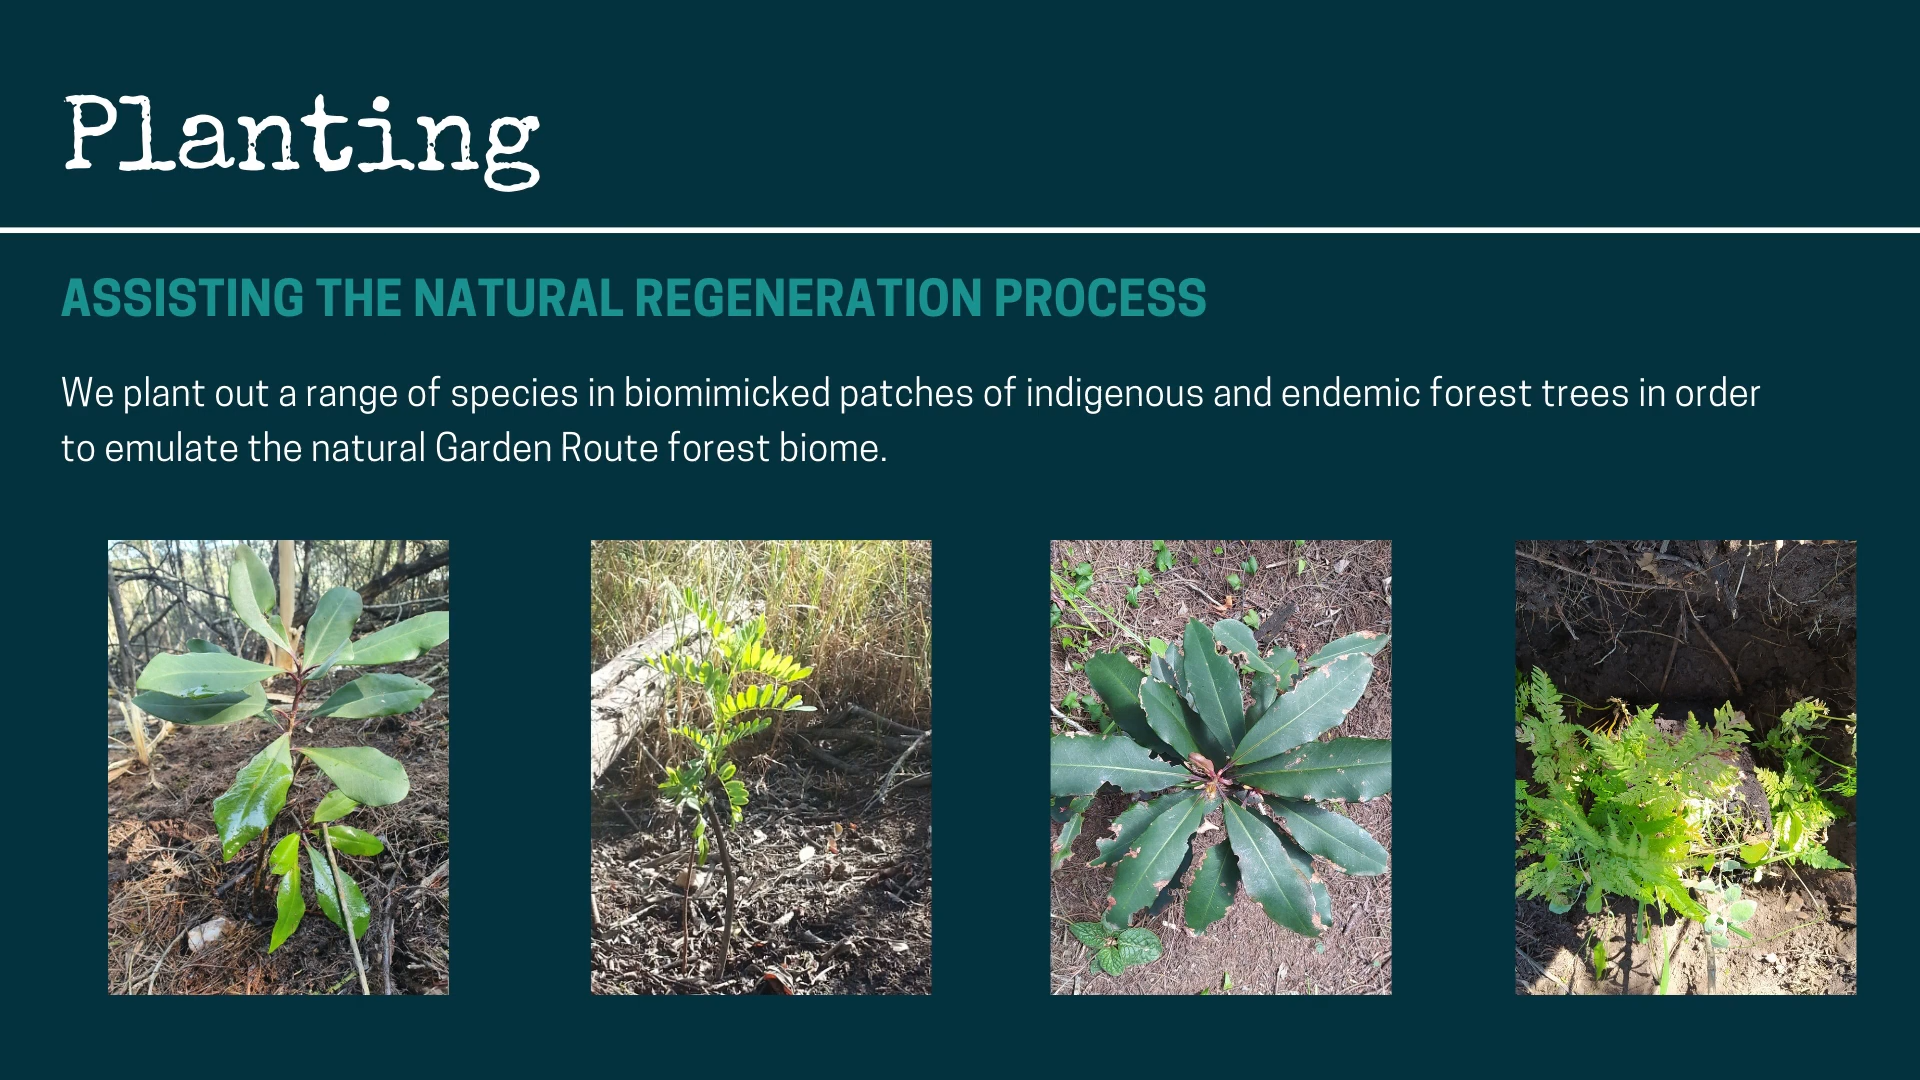 Planting
ASSISTING THE NATURAL REGENERATION PROCESS
We plant out a range of species in biomimicked patches of indigenous and endemic forest trees in order
to emulate the natural Garden Route forest biome.